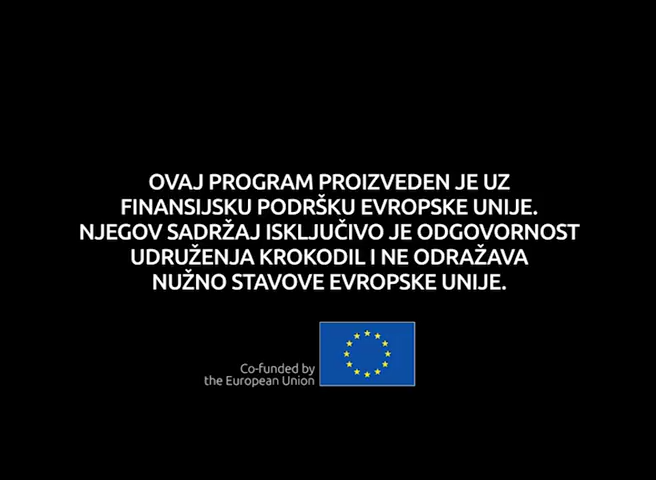 OVAJ PROGRAM PROIZVEDEN JE UZ
FINANSIJSKU PODRŠKU EVROPSKE UNIJE.
NJEGOV SADRŽAJ ISKLJUČIVO JE ODGOVORNOST
UDRUŽENJA KROKODIL I NE ODRAŽAVA
NUŽNO STAVOVE EVROPSKE UNIJE.
Co-funded by
the European Union